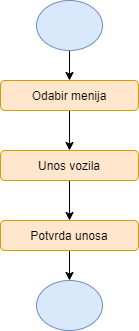 Odabir menija
Unos vozila
Potvrda unosa